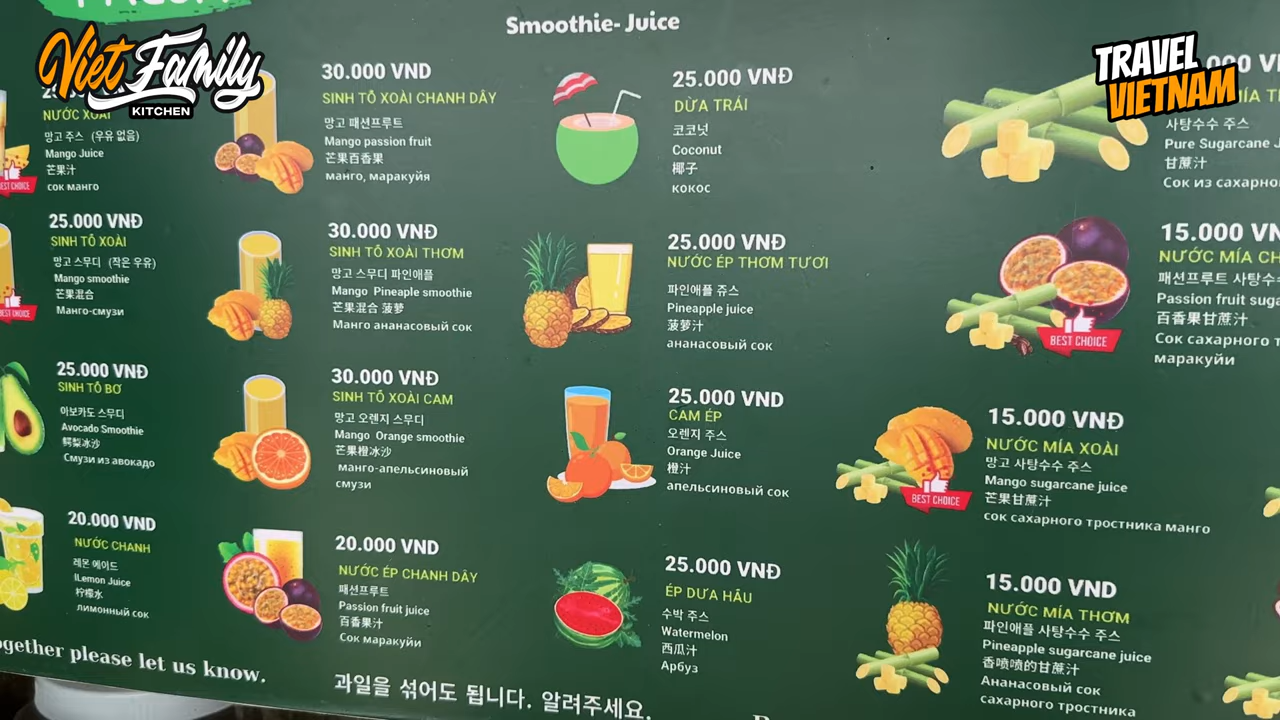 Viet Family
KITCHEN
TRAVEL
VIETNAM
Smoothie- Juice
NƯỚC XOÀI
망고 주스 (우유 없음)
Mango Juice
芒果汁
сок манго
BEST CHOICE
25.000 VNĐ
SINH TỐ XOÀI
망고 스무디 (작은 우유)
Mango smoothie
芒果混合
Манго-смузи
BEST CHOICE
25.000 VNĐ
SINH TỐ BƠ
아보카도 스무디
Avocado Smoothie
鳄梨冰沙
Смузи из авокадо
20.000 VND
NƯỚC CHANH
레몬 에이드
lLemon Juice
柠檬水
лимонный сок
30.000 VND
SINH TỐ XOÀI CHANH DÂY
망고 패션프루트
Mango passion fruit
芒果百香果
манго, маракуйя
30.000 VNĐ
SINH TỐ XOÀI THƠM
망고 스무디 파인애플
Mango Pineaple smoothie
芒果混合 菠萝
Манго ананасовый сок
30.000 VNĐ
SINH TỐ XOÀI CAM
망고 오렌지 스무디
Mango Orange smoothie
芒果橙冰沙
манго-апельсиновый
смузи
20.000 VND
NƯỚC ÉP CHANH DÂY
패션프루트
Passion fruit juice
百香果汁
Сок маракуйи
25.000 VNĐ
DỪA TRÁI
코코넛
Coconut
椰子
кокос
25.000 VNĐ
NƯỚC ÉP THƠM TƯƠI
파인애플 쥬스
Pineapple juice
菠萝汁
ананасовый сок
25.000 VND
CAM ÉP
오렌지 주스
Orange Juice
橙汁
апельсиновый сок
25.000 VNĐ
ÉP DƯA HẤU
수박 주스
Watermelon
西瓜汁
Арбуз
사탕수수 주스
Pure Sugarcane
甘蔗汁
Сок из
15.000
NƯỚC MÍA
패션프루트
Passion fruit
百香果甘蔗汁
Сок сахарного
маракуйи
BEST CHOICE
15.000 VNĐ
NƯỚC MÍA XOÀI
망고 사탕수수 주스
Mango sugarcane juice
芒果甘蔗汁
сок сахарного тростника манго
BEST CHOICE
15.000 VND
NƯỚC MÍA THƠM
파인애플 사탕수수 주스
Pineapple sugarcane juice
香喷喷的甘蔗汁
Ананасовый сок
сахарного тростника
please let us know.
과일을 섞어도 됩니다. 알려주세요.